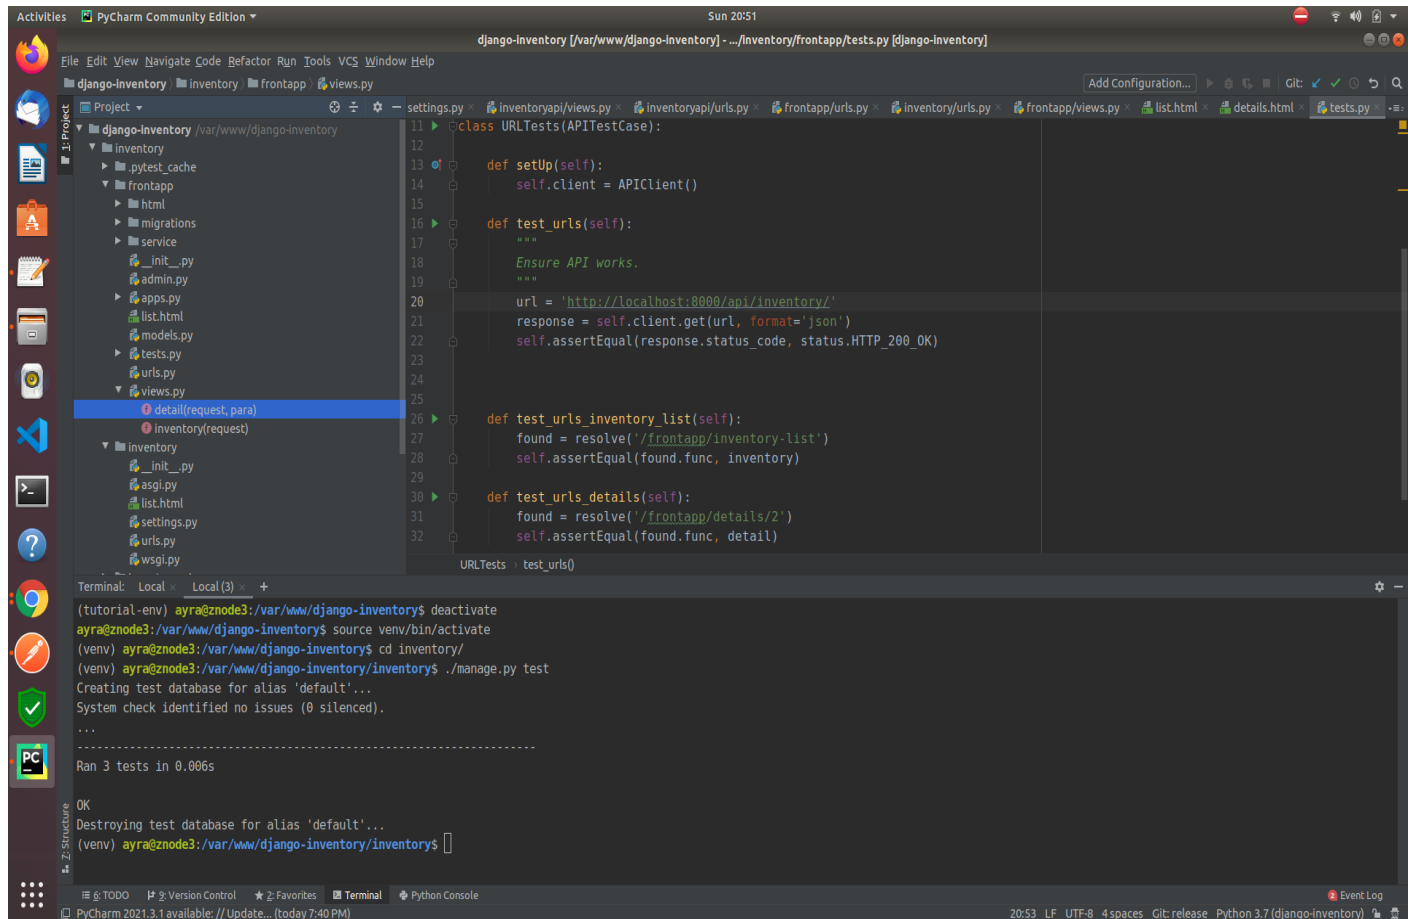 Activities PyCharm Community Edition Sun 20:51
django-inventory [/var/www/django-inventory] - .../inventory/frontapp/tests.py [django-inventory]
File Edit View Navigate Code Refactor Run Tools VCS Window Help
django-inventory inventory frontapp views.py Add Configuration... Git:
Project settings.py inventoryapi/views.py inventoryapi/urls.py frontapp/urls.py inventory/urls.py frontapp/views.py list.html details.html tests.py
1: Project
django-inventory /var/www/django-inventory
inventory
.pytest_cache
frontapp
html
migrations
service
__init__.py
admin.py
apps.py
list.html
models.py
tests.py
urls.py
views.py
detail(request, para)
inventory(request)
inventory
__init__.py
asgi.py
list.html
settings.py
urls.py
wsgi.py
11 class URLTests(APITestCase):
12
13 def setUp(self):
14 self.client = APIClient()
15
16 def test_urls(self):
17 """
18 Ensure API works.
19 """
20 url = 'http://localhost:8000/api/inventory/'
21 response = self.client.get(url, format='json')
22 self.assertEqual(response.status_code, status.HTTP_200_OK)
23
24
25
26 def test_urls_inventory_list(self):
27 found = resolve('/frontapp/inventory-list')
28 self.assertEqual(found.func, inventory)
29
30 def test_urls_details(self):
31 found = resolve('/frontapp/details/2')
32 self.assertEqual(found.func, detail)
URLTests test_urls()
Terminal: Local Local (3) +
(tutorial-env) ayra@znode3:/var/www/django-inventory$ deactivate
ayra@znode3:/var/www/django-inventory$ source venv/bin/activate
(venv) ayra@znode3:/var/www/django-inventory$ cd inventory/
(venv) ayra@znode3:/var/www/django-inventory/inventory$ ./manage.py test
Creating test database for alias 'default'...
System check identified no issues (0 silenced).
...
----------------------------------------------------------------------
Ran 3 tests in 0.006s
OK
Destroying test database for alias 'default'...
(venv) ayra@znode3:/var/www/django-inventory/inventory$
Z: Structure
6: TODO 9: Version Control 2: Favorites Terminal Python Console 2 Event Log
PyCharm 2021.3.1 available: // Update... (today 7:40 PM) 20:53 LF UTF-8 4 spaces Git: release Python 3.7 (django-inventory)